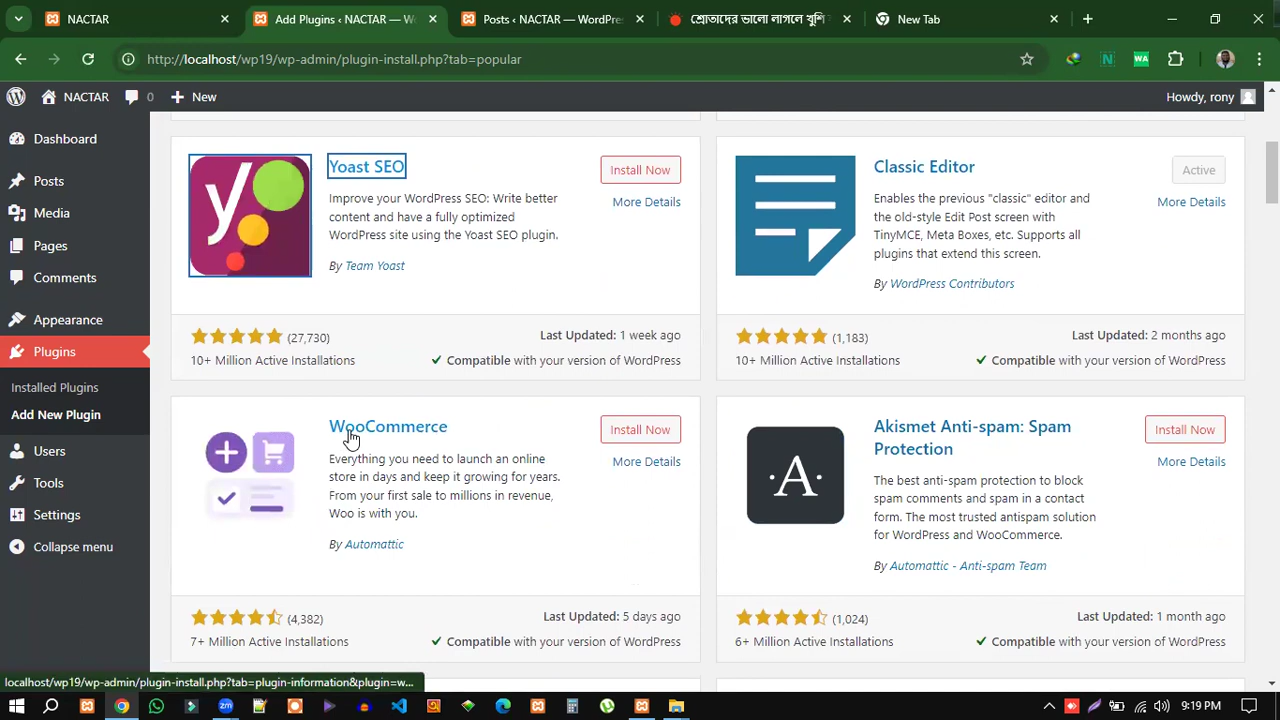 NACTAR
Add Plugins ‹ NACTAR — Wo
Posts ‹ NACTAR — WordPres
শ্রোতাদের ভালো লাগলে খুশি
New Tab
http://localhost/wp19/wp-admin/plugin-install.php?tab=popular
N
WA
NACTAR
0
New
Howdy, rony
Dashboard
Posts
Media
Pages
Comments
Appearance
Plugins
Installed Plugins
Add New Plugin
Users
Tools
Settings
Collapse menu
Yoast SEO
Install Now
More Details
Improve your WordPress SEO: Write better
content and have a fully optimized
WordPress site using the Yoast SEO plugin.
By Team Yoast
(27,730)
Last Updated: 1 week ago
10+ Million Active Installations
Compatible with your version of WordPress
Classic Editor
Active
More Details
Enables the previous "classic" editor and
the old-style Edit Post screen with
TinyMCE, Meta Boxes, etc. Supports all
plugins that extend this screen.
By WordPress Contributors
(1,183)
Last Updated: 2 months ago
10+ Million Active Installations
Compatible with your version of WordPress
WooCommerce
Install Now
More Details
Everything you need to launch an online
store in days and keep it growing for years.
From your first sale to millions in revenue,
Woo is with you.
By Automattic
(4,382)
Last Updated: 5 days ago
7+ Million Active Installations
Compatible with your version of WordPress
A
Akismet Anti-spam: Spam
Protection
Install Now
More Details
The best anti-spam protection to block
spam comments and spam in a contact
form. The most trusted antispam solution
for WordPress and WooCommerce.
By Automattic - Anti-spam Team
(1,024)
Last Updated: 1 month ago
6+ Million Active Installations
Compatible with your version of WordPress
localhost/wp19/wp-admin/plugin-install.php?tab=plugin-information&plugin=w...
9:19 PM